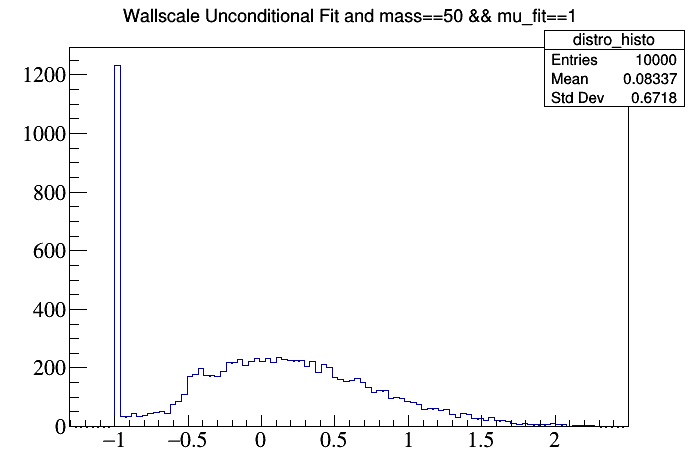 Wallscale Unconditional Fit and mass==50 && mu_fit==1
distro_histo
Entries 10000
Mean 0.08337
Std Dev 0.6718
1200
1000
800
600
400
200
0
−1 −0.5 0 0.5 1 1.5 2